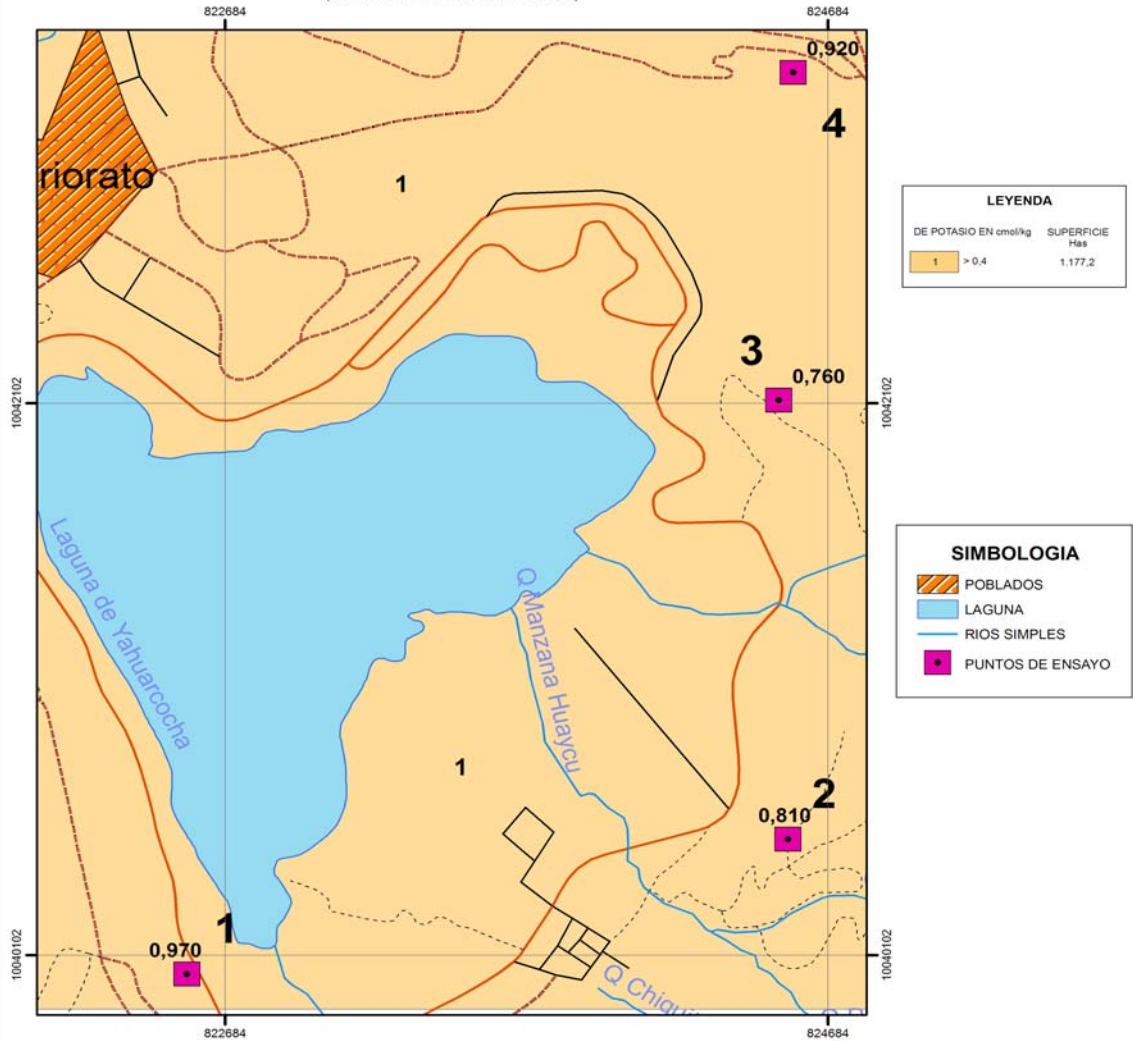 822684
824684
0,920
4
riorato
1
LEYENDA
DE POTASIO EN cmol/kg
SUPERFICIE
Has
1
> 0,4
1.177,2
3
0,760
10042102
10042102
Laguna de Yahuarcocha
Q Manzana Huaycu
SIMBOLOGIA
POBLADOS
LAGUNA
RIOS SIMPLES
PUNTOS DE ENSAYO
1
2
0,810
1
0,970
10040102
10040102
Q Chiqui
822684
824684